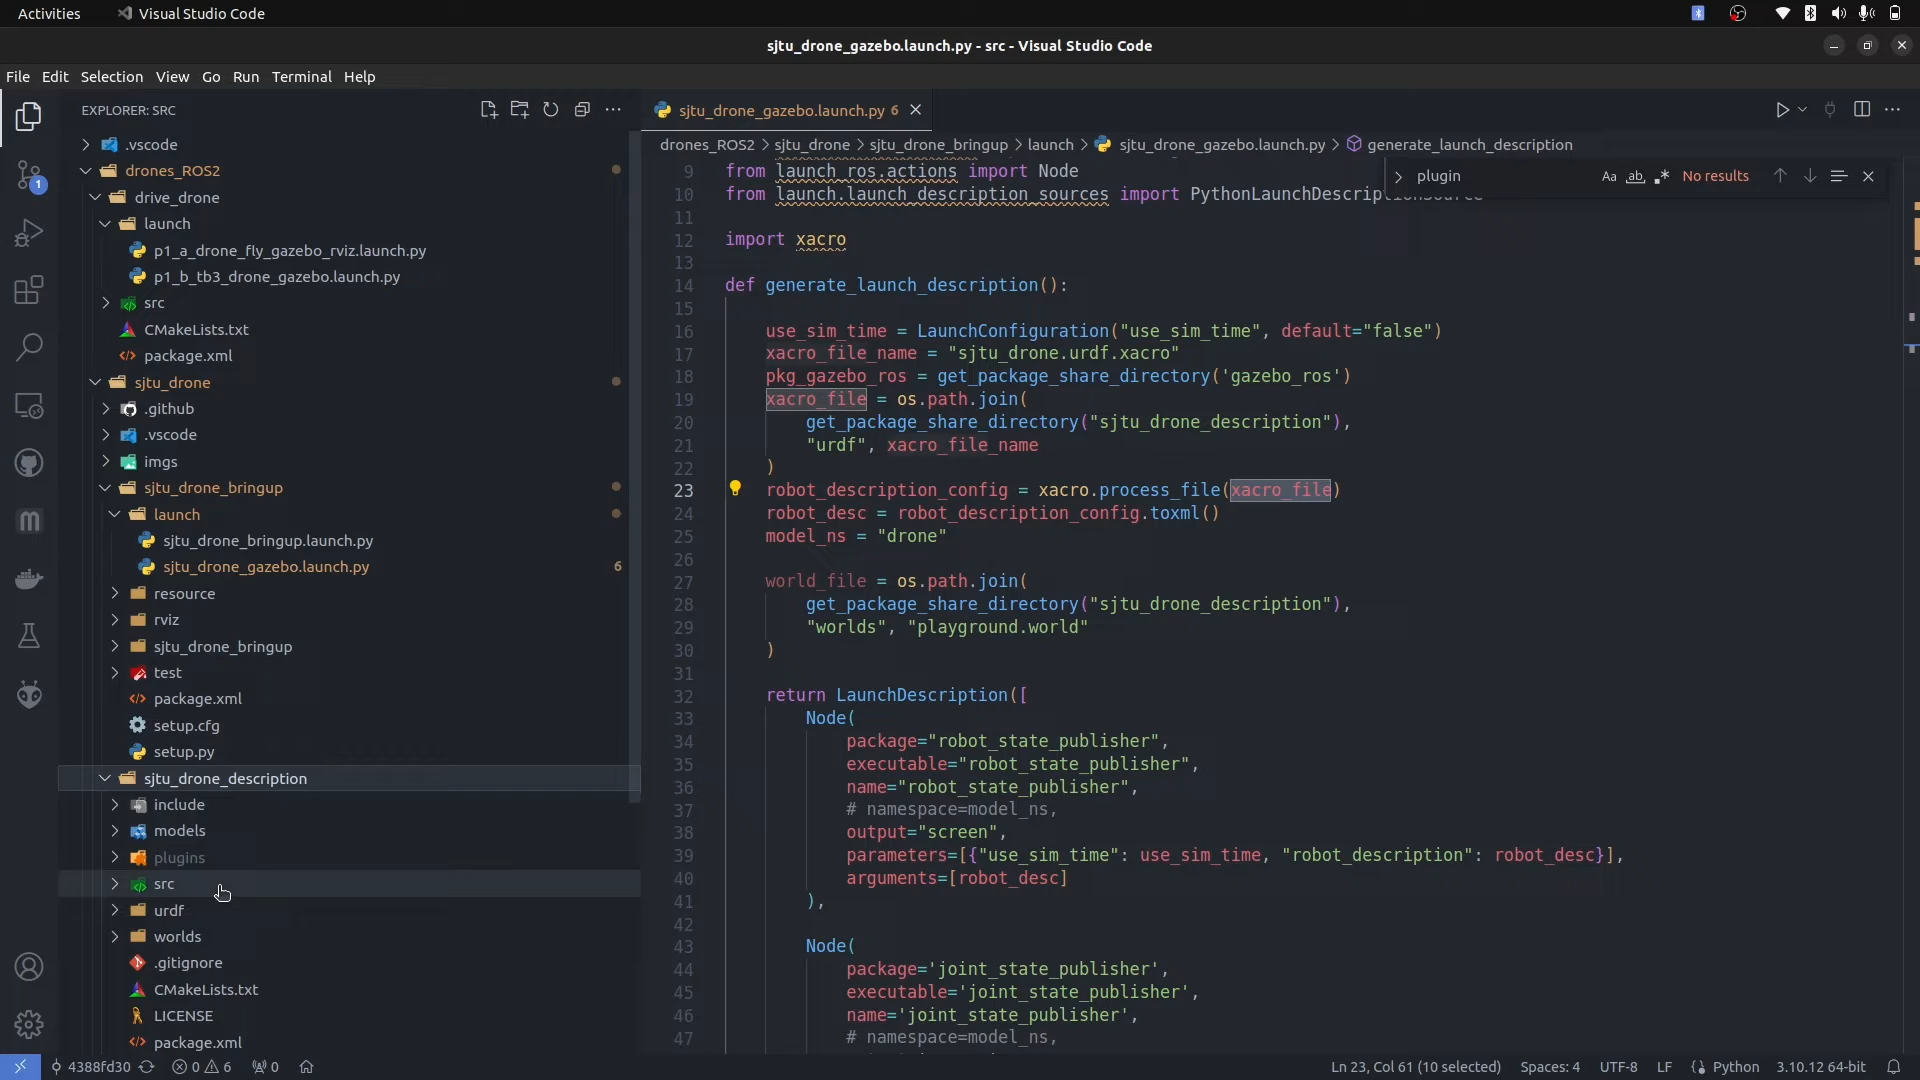 Activities
Visual Studio Code
sjtu_drone_gazebo.launch.py - src - Visual Studio Code
File Edit Selection View Go Run Terminal Help
EXPLORER: SRC
.vscode
drones_ROS2
drive_drone
launch
p1_a_drone_fly_gazebo_rviz.launch.py
p1_b_tb3_drone_gazebo.launch.py
src
CMakeLists.txt
package.xml
sjtu_drone
.github
.vscode
imgs
sjtu_drone_bringup
launch
sjtu_drone_bringup.launch.py
sjtu_drone_gazebo.launch.py 6
resource
rviz
sjtu_drone_bringup
test
package.xml
setup.cfg
setup.py
sjtu_drone_description
include
models
plugins
src
urdf
worlds
.gitignore
CMakeLists.txt
LICENSE
package.xml
1
sjtu_drone_gazebo.launch.py 6
drones_ROS2 > sjtu_drone > sjtu_drone_bringup > launch > sjtu_drone_gazebo.launch.py > generate_launch_description
plugin Aa ab No results
9 from launch_ros.actions import Node
10 from launch.launch_description_sources import PythonLaunchDescriptionSource
11
12 import xacro
13
14 def generate_launch_description():
15
16 use_sim_time = LaunchConfiguration("use_sim_time", default="false")
17 xacro_file_name = "sjtu_drone.urdf.xacro"
18 pkg_gazebo_ros = get_package_share_directory('gazebo_ros')
19 xacro_file = os.path.join(
20 get_package_share_directory("sjtu_drone_description"),
21 "urdf", xacro_file_name
22 )
23 robot_description_config = xacro.process_file(xacro_file)
24 robot_desc = robot_description_config.toxml()
25 model_ns = "drone"
26
27 world_file = os.path.join(
28 get_package_share_directory("sjtu_drone_description"),
29 "worlds", "playground.world"
30 )
31
32 return LaunchDescription([
33 Node(
34 package="robot_state_publisher",
35 executable="robot_state_publisher",
36 name="robot_state_publisher",
37 # namespace=model_ns,
38 output="screen",
39 parameters=[{"use_sim_time": use_sim_time, "robot_description": robot_desc}],
40 arguments=[robot_desc]
41 ),
42
43 Node(
44 package='joint_state_publisher',
45 executable='joint_state_publisher',
46 name='joint_state_publisher',
47 # namespace=model_ns,
4388fd30 0 6 0 Ln 23, Col 61 (10 selected) Spaces: 4 UTF-8 LF Python 3.10.12 64-bit